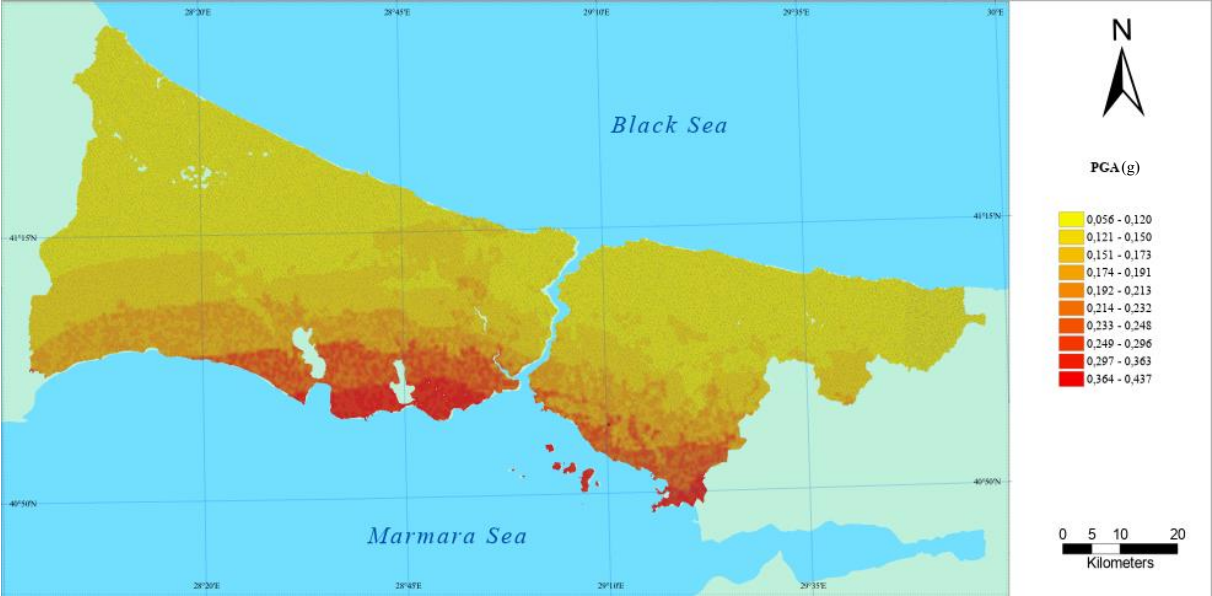 28°20'E 28°45'E 29°10'E 29°35'E 30°E
N
Black Sea
PGA (g)
0,056 - 0,120
0,121 - 0,150
0,151 - 0,173
0,174 - 0,191
0,192 - 0,213
0,214 - 0,232
0,233 - 0,248
0,249 - 0,296
0,297 - 0,363
0,364 - 0,437
41°15'N 41°15'N
40°50'N 40°50'N
Marmara Sea
0 5 10 20
Kilometers
28°20'E 28°45'E 29°10'E 29°35'E